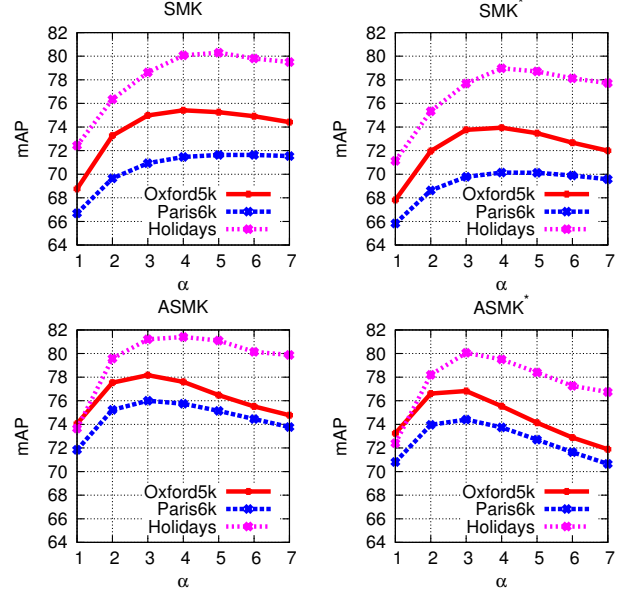 SMK
82
80
78
76
74
72
70
68
66
64
mAP
Oxford5k
Paris6k
Holidays
1 2 3 4 5 6 7
α
SMK*
82
80
78
76
74
72
70
68
66
64
mAP
Oxford5k
Paris6k
Holidays
1 2 3 4 5 6 7
α
ASMK
82
80
78
76
74
72
70
68
66
64
mAP
Oxford5k
Paris6k
Holidays
1 2 3 4 5 6 7
α
ASMK*
82
80
78
76
74
72
70
68
66
64
mAP
Oxford5k
Paris6k
Holidays
1 2 3 4 5 6 7
α